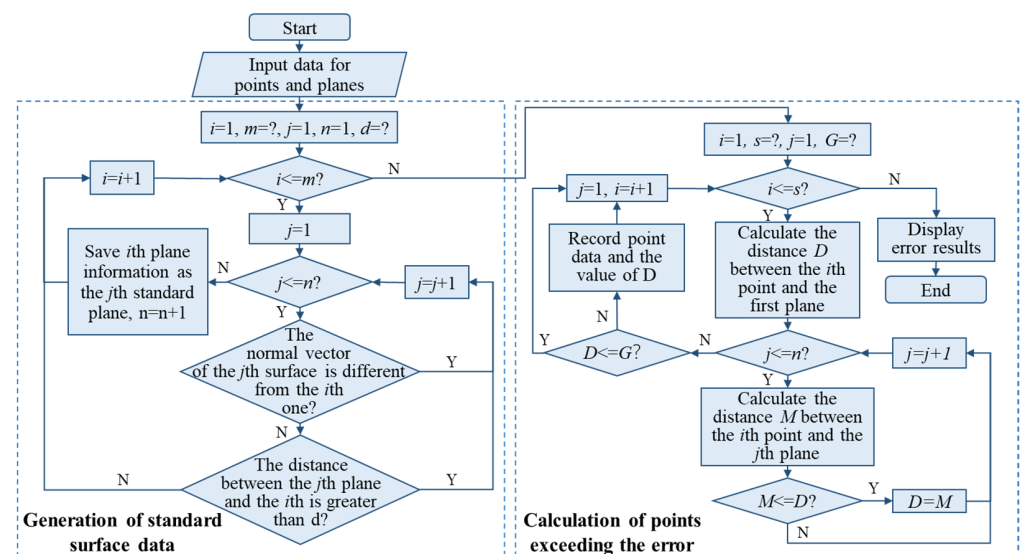 Start
Input data for
points and planes
i=1, m=?, j=1, n=1, d=?
i=i+1
i<=m?
N
Y
j=1
Save ith plane
information as
the jth standard
plane, n=n+1
N
j<=n?
j=j+1
Y
The
normal vector
of the jth surface is different
from the ith
one?
Y
N
The distance
between the jth plane
and the ith is greater
than d?
N
Y
Generation of standard
surface data
i=1, s=?, j=1, G=?
j=1, i=i+1
i<=s?
N
Y
Record point
data and the
value of D
Calculate the
distance D
between the ith
point and the
first plane
Display
error results
End
N
Y
D<=G?
N
j<=n?
j=j+1
Y
Calculate the
distance M between
the ith point and the
jth plane
M<=D?
Y
D=M
N
Calculation of points
exceeding the error